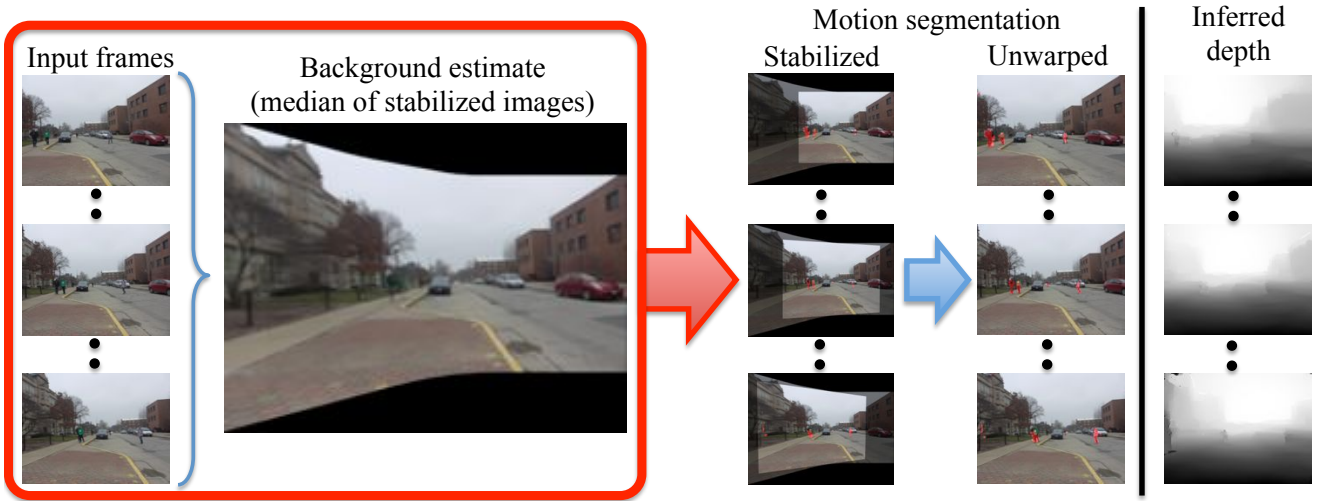 Input frames
Background estimate
(median of stabilized images)
Motion segmentation
Stabilized
Unwarped
Inferred
depth